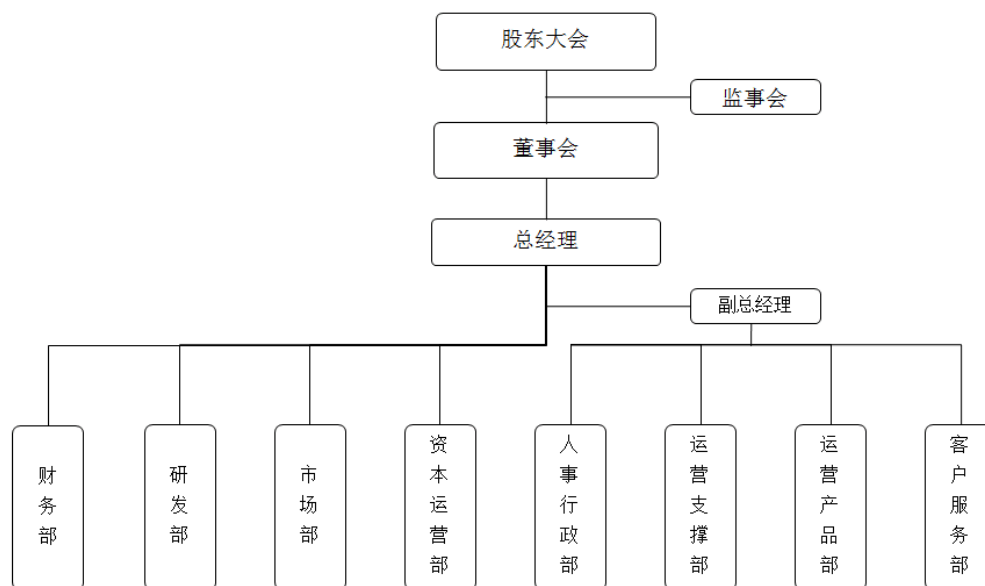 股东大会
监事会
董事会
总经理
副总经理
财务部
研发部
市场部
资本运营部
人事行政部
运营支撑部
运营产品部
客户服务部